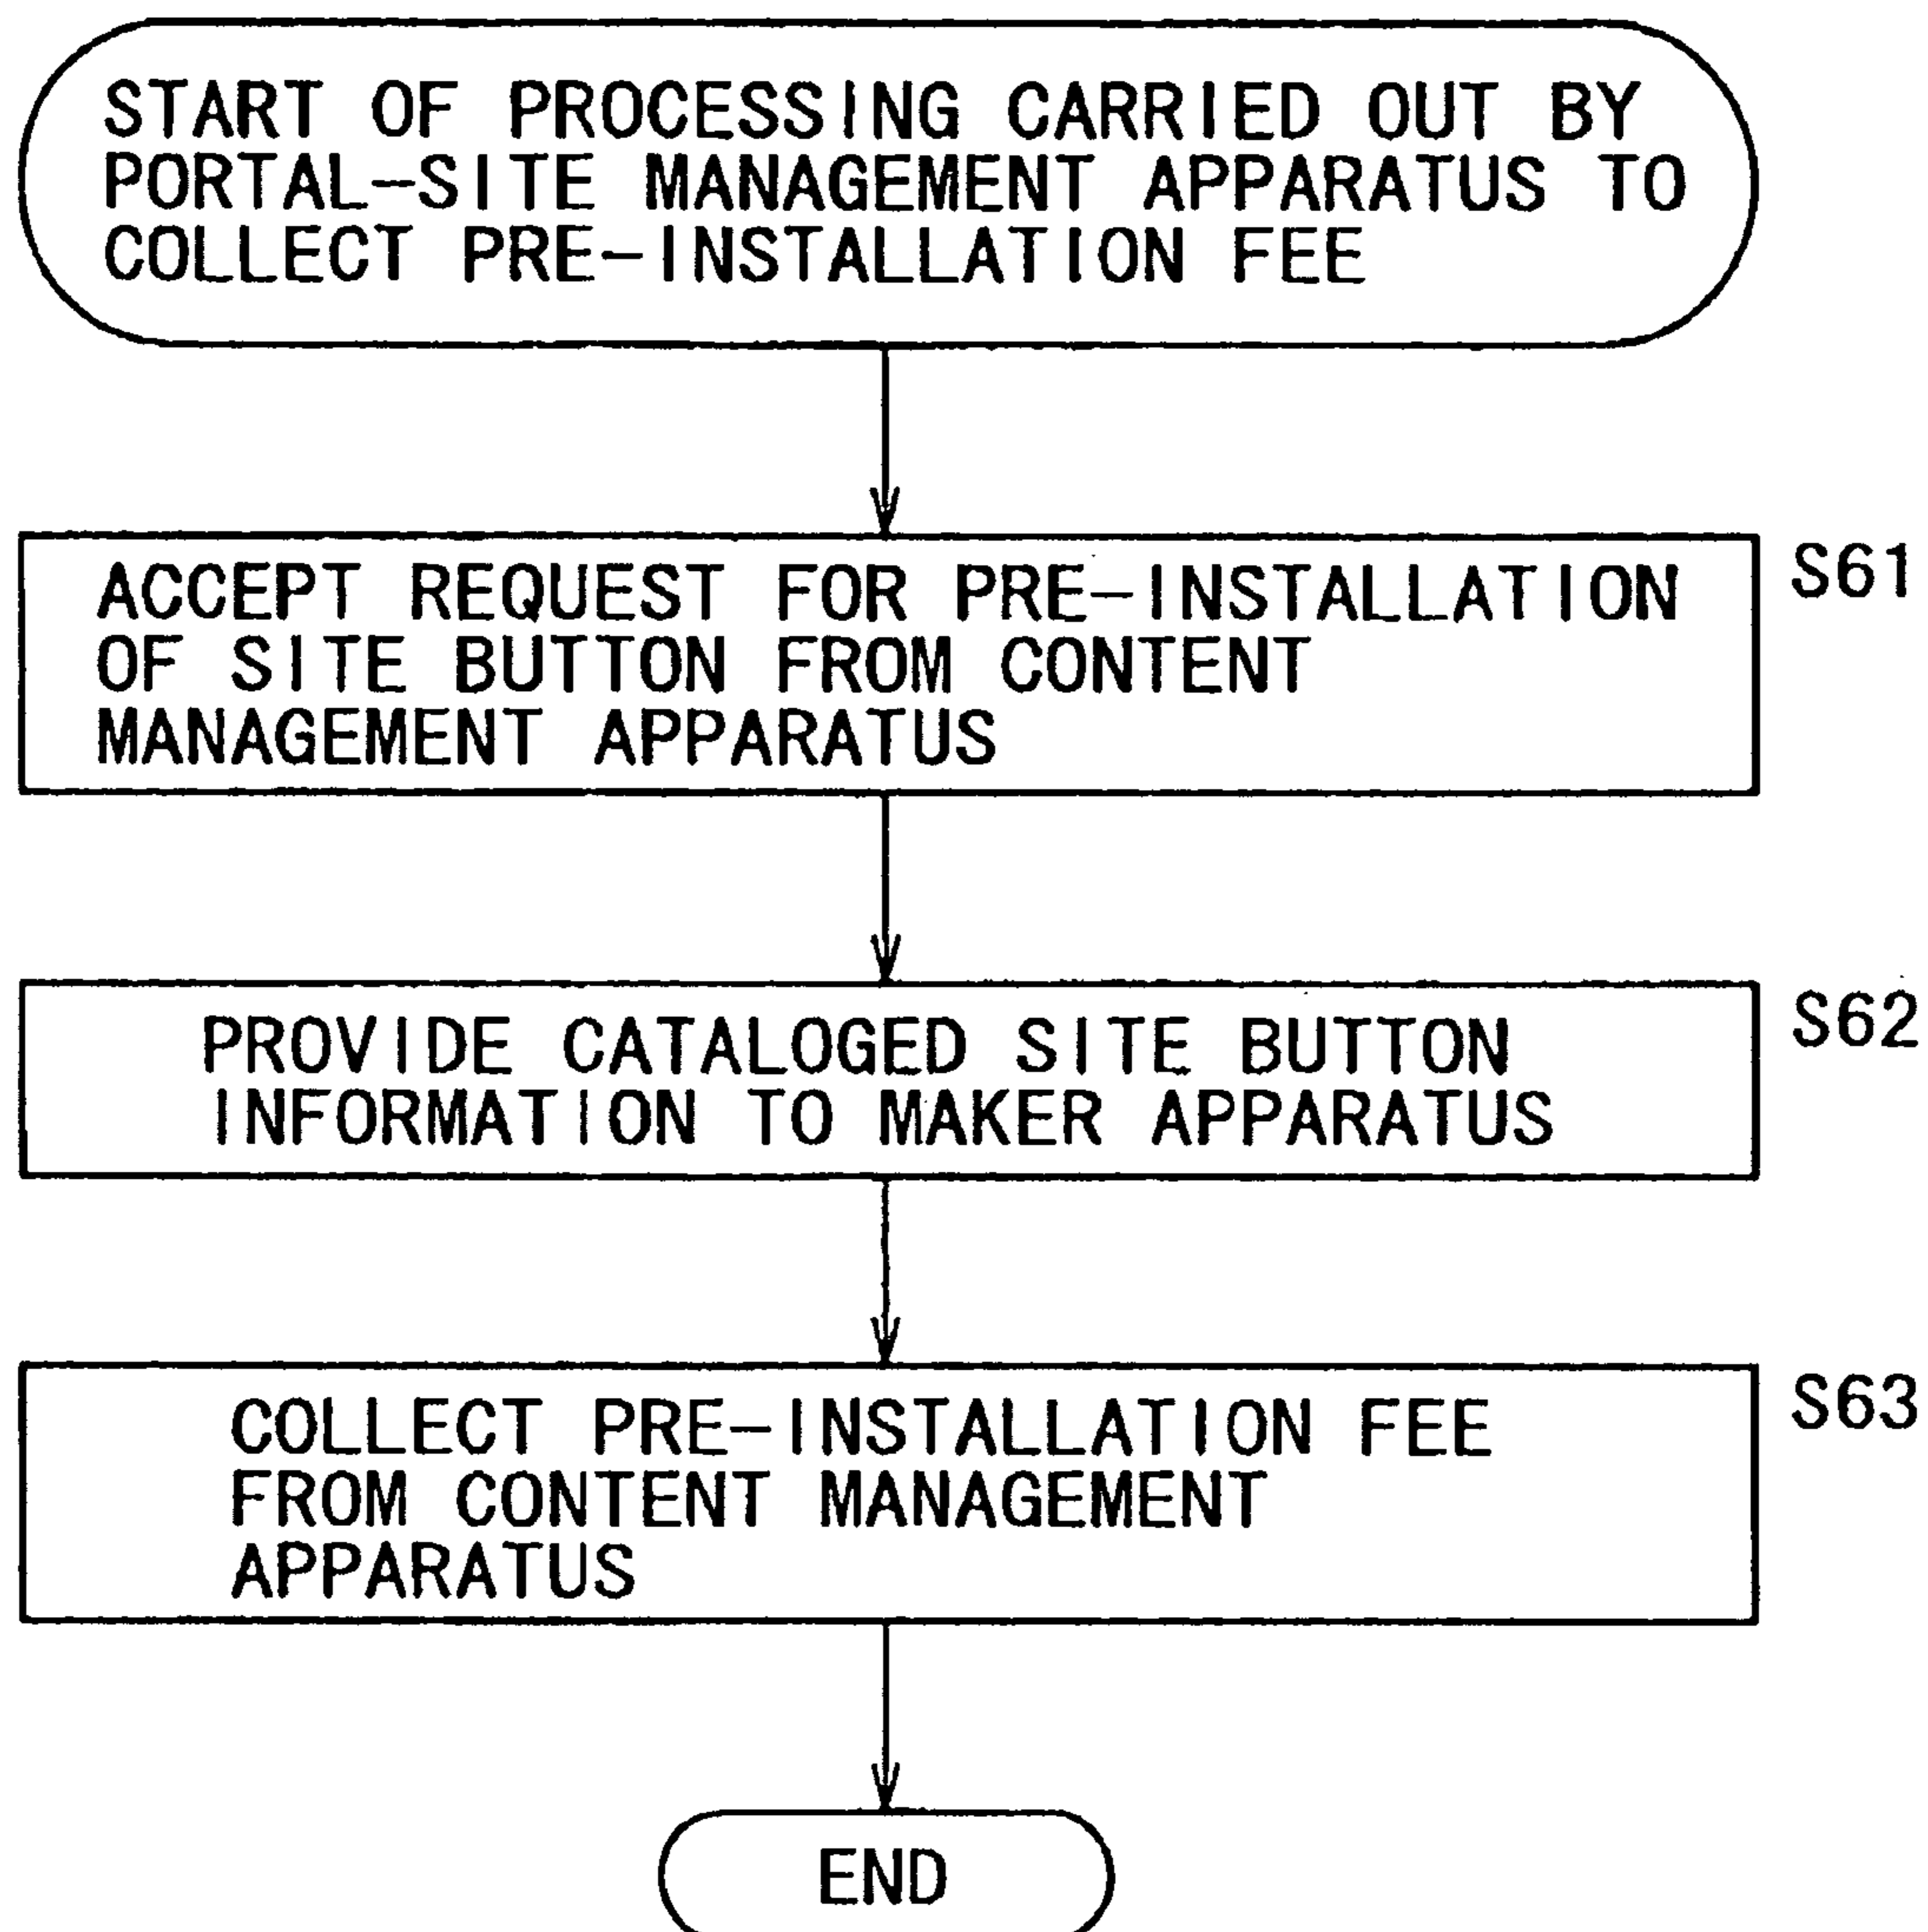 START OF PROCESSING CARRIED OUT BY
PORTAL-SITE MANAGEMENT APPARATUS TO
COLLECT PRE-INSTALLATION FEE
ACCEPT REQUEST FOR PRE-INSTALLATION
OF SITE BUTTON FROM CONTENT
MANAGEMENT APPARATUS
S61
PROVIDE CATALOGED SITE BUTTON
INFORMATION TO MAKER APPARATUS
S62
COLLECT PRE-INSTALLATION FEE
FROM CONTENT MANAGEMENT
APPARATUS
S63
END